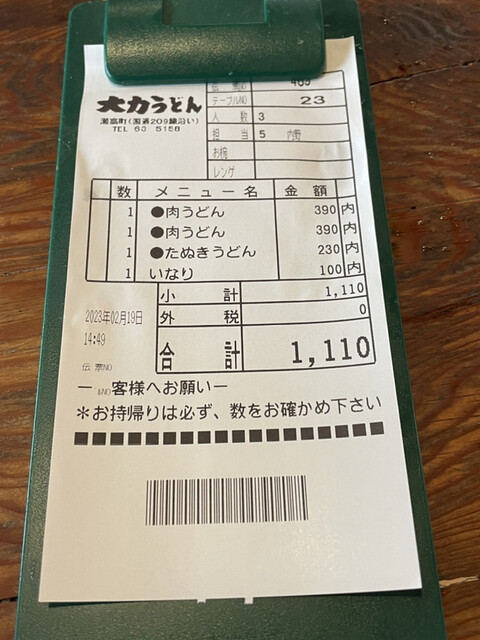 大力うどん
瀬高町(国道209線沿い)
TEL 63 5158
伝票NO 465
テーブルNO 23
人数 3
担当 5 内野
お椀
レンゲ
数 メニュー名 金額
1 ●肉うどん 390 内
1 ●肉うどん 390 内
1 ●たぬきうどん 230 内
1 いなり 100 内
小計 1,110
外税 0
合計 1,110
2023年02月19日
14:49
伝票NO
ー ルNO 客様へお願いー
*お持帰りは必ず、数をお確かめ下さい